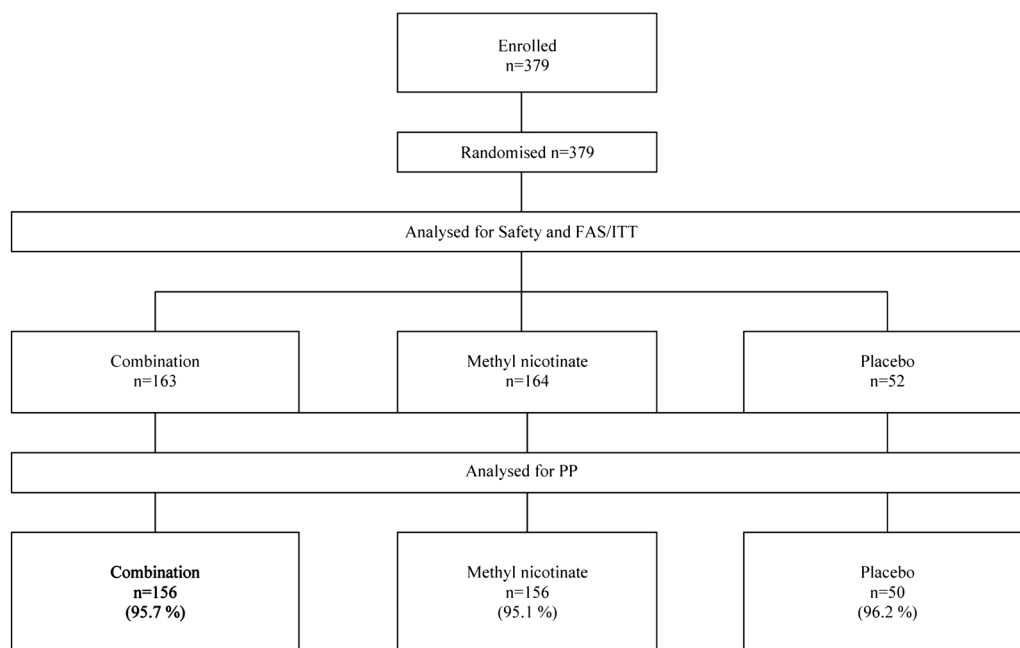 Enrolled
n=379
Randomised n=379
Analysed for Safety and FAS/ITT
Combination
n=163
Methyl nicotinate
n=164
Placebo
n=52
Analysed for PP
Combination
n=156
(95.7 %)
Methyl nicotinate
n=156
(95.1 %)
Placebo
n=50
(96.2 %)